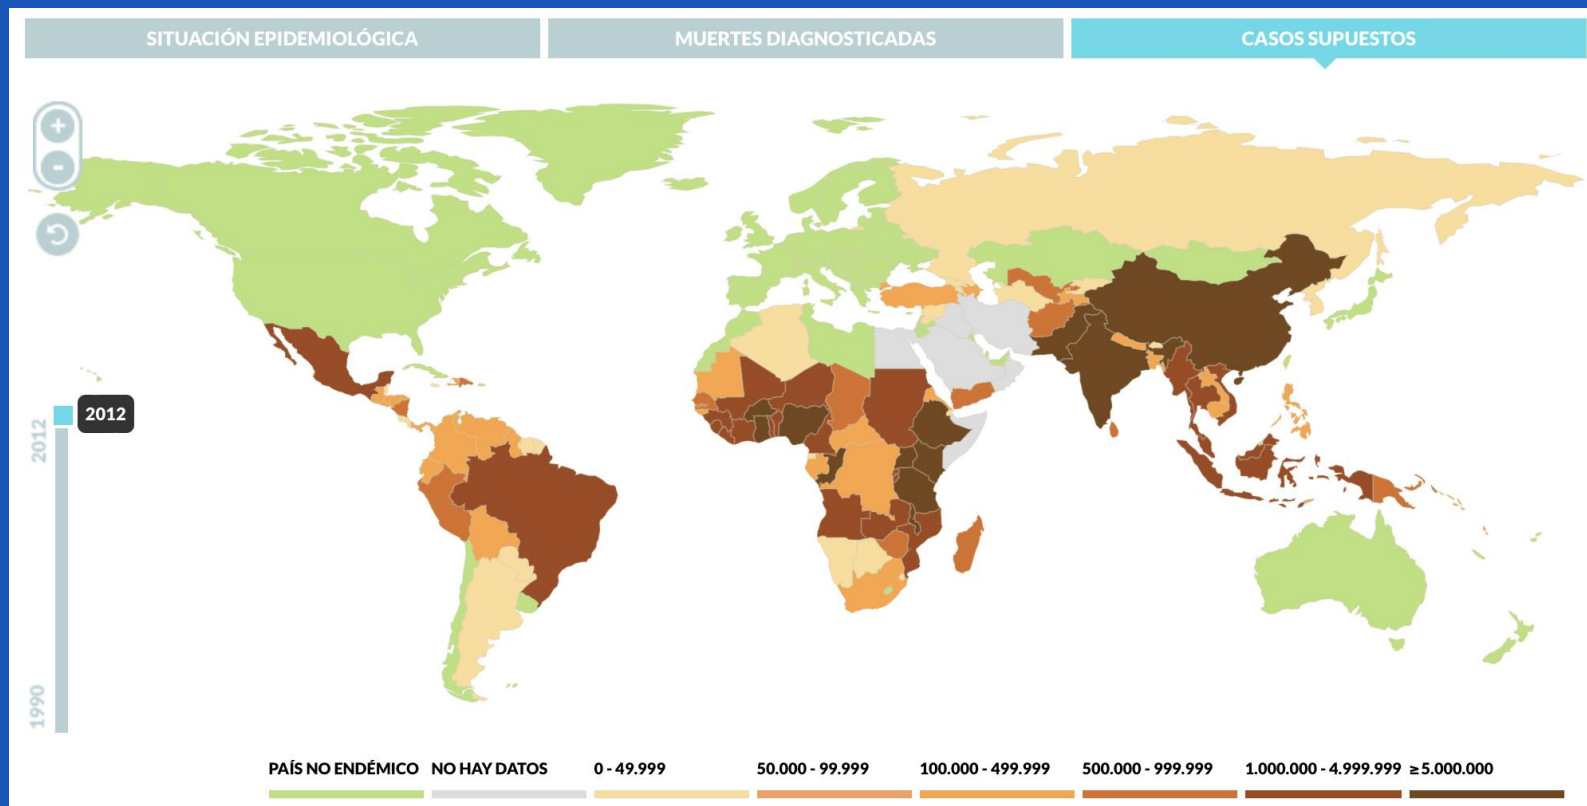 SITUACIÓN EPIDEMIOLÓGICA MUERTES DIAGNOSTICADAS CASOS SUPUESTOS
+
-
2012
2012
1990
PAÍS NO ENDÉMICO NO HAY DATOS 0 - 49.999 50.000 - 99.999 100.000 - 499.999 500.000 - 999.999 1.000.000 - 4.999.999 ≥ 5.000.000